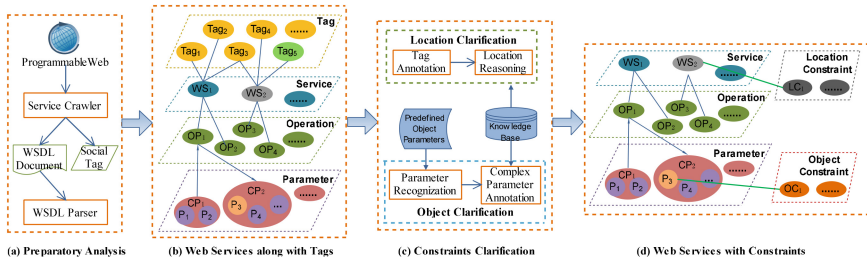 ProgrammableWeb
Service Crawler
WSDL
Document
Social
Tag
WSDL Parser
(a) Preparatory Analysis
Tag
Tag2
Tag4
......
Tag1
Tag3
Tag5
Service
WS1
WS2
......
Operation
OP1
OP2
OP3
OP4
......
Parameter
CP1
P1
P2
CP2
P3
P4
...
......
(b) Web Services along with Tags
Location Clarification
Tag
Annotation
Location
Reasoning
Predefined
Object
Parameters
Knowledge
Base
Parameter
Recognization
Complex
Parameter
Annotation
Object Clarification
(c) Constraints Clarification
Service
WS1
WS2
......
Location
Constraint
LC1
......
Operation
OP1
OP2
OP3
OP4
......
Parameter
CP1
P1
P2
CP2
P3
P4
...
......
Object
Constraint
OC1
......
(d) Web Services with Constraints